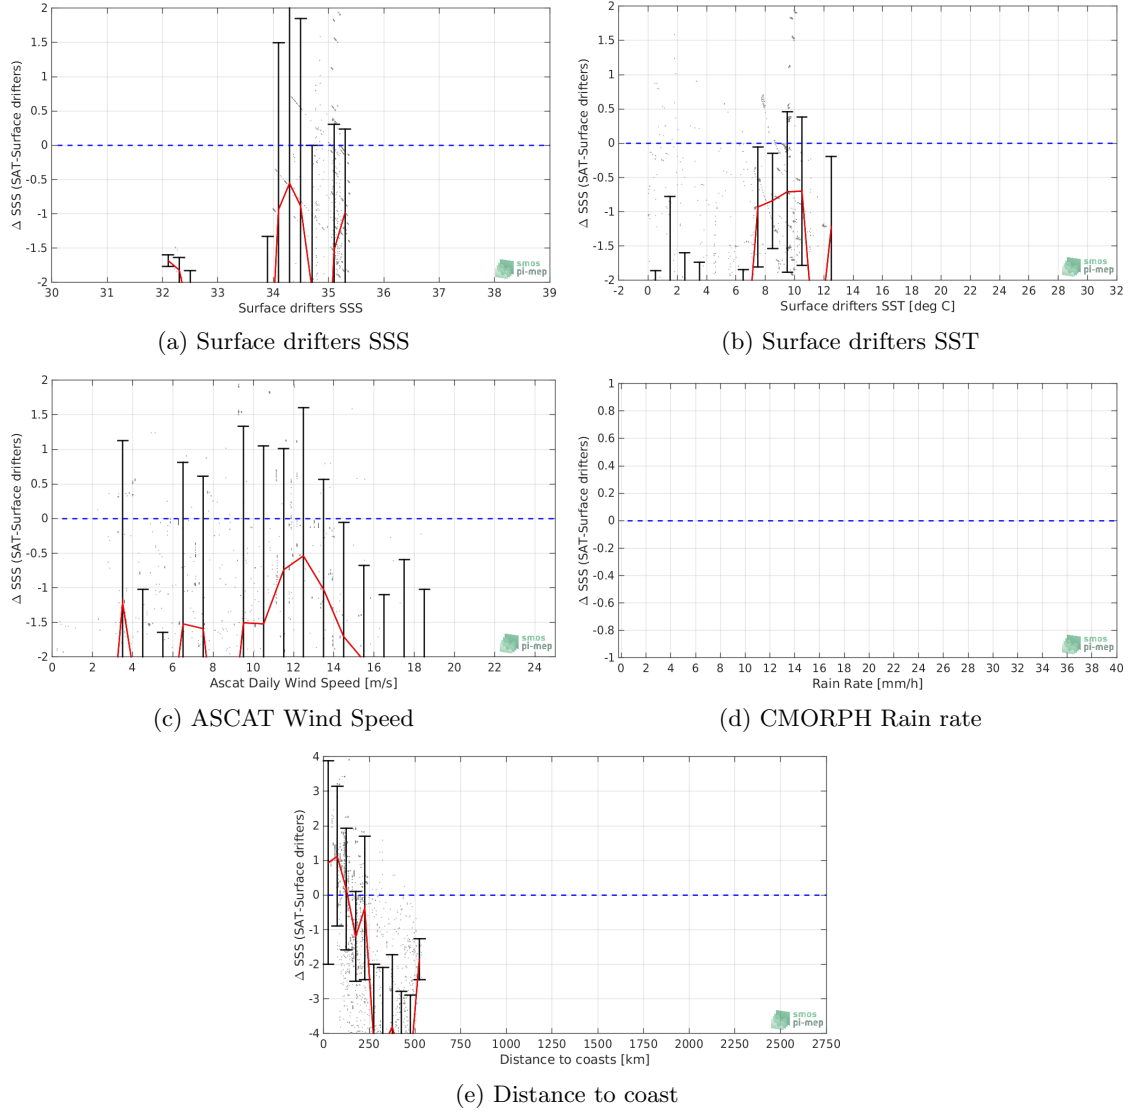 2
1.5
1
0.5
0
-0.5
-1
-1.5
-2
Δ SSS (SAT-Surface drifters)
30 31 32 33 34 35 36 37 38 39
Surface drifters SSS
smos
pi-mep
(a) Surface drifters SSS
2
1.5
1
0.5
0
-0.5
-1
-1.5
-2
Δ SSS (SAT-Surface drifters)
-2 0 2 4 6 8 10 12 14 16 18 20 22 24 26 28 30 32
Surface drifters SST [deg C]
smos
pi-mep
(b) Surface drifters SST
2
1.5
1
0.5
0
-0.5
-1
-1.5
-2
Δ SSS (SAT-Surface drifters)
0 2 4 6 8 10 12 14 16 18 20 22 24
Ascat Daily Wind Speed [m/s]
smos
pi-mep
(c) ASCAT Wind Speed
1
0.8
0.6
0.4
0.2
0
-0.2
-0.4
-0.6
-0.8
-1
Δ SSS (SAT-Surface drifters)
0 2 4 6 8 10 12 14 16 18 20 22 24 26 28 30 32 34 36 38 40
Rain Rate [mm/h]
smos
pi-mep
(d) CMORPH Rain rate
4
3
2
1
0
-1
-2
-3
-4
Δ SSS (SAT-Surface drifters)
0 250 500 750 1000 1250 1500 1750 2000 2250 2500 2750
Distance to coasts [km]
smos
pi-mep
(e) Distance to coast